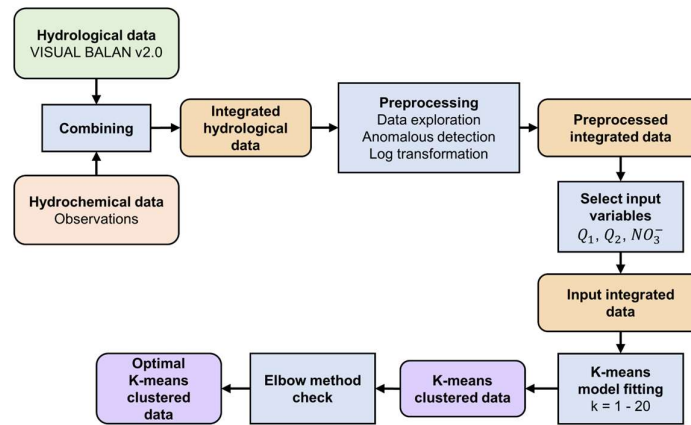 Hydrological data
VISUAL BALAN v2.0
Combining
Hydrochemical data
Observations
Integrated
hydrological
data
Preprocessing
Data exploration
Anomalous detection
Log transformation
Preprocessed
integrated data
Select input
variables
Q₁, Q₂, NO₃⁻
Input integrated
data
K-means
model fitting
k = 1 - 20
K-means
clustered data
Elbow method
check
Optimal
K-means
clustered
data